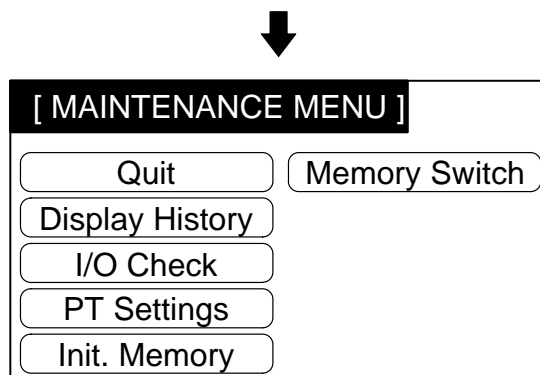 [ MAINTENANCE MENU ]
Quit
Memory Switch
Display History
I/O Check
PT Settings
Init. Memory